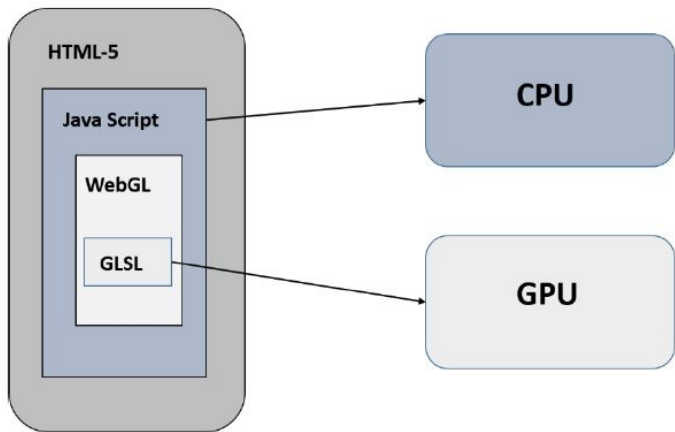 HTML-5
Java Script
WebGL
GLSL
CPU
GPU